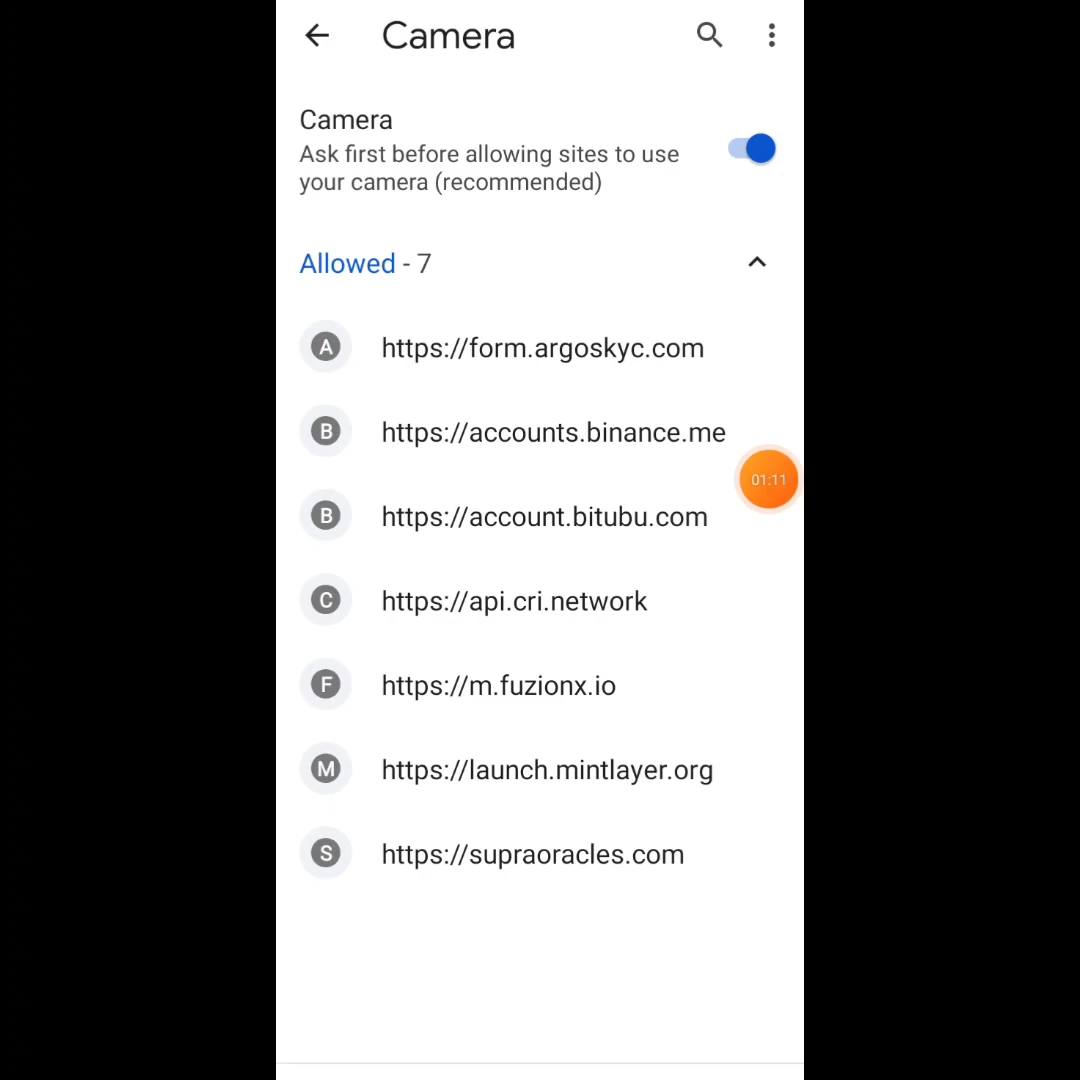 Camera
Camera
Ask first before allowing sites to use
your camera (recommended)
Allowed - 7
A https://form.argoskyc.com
B https://accounts.binance.me
01:11
B https://account.bitubu.com
C https://api.cri.network
F https://m.fuzionx.io
M https://launch.mintlayer.org
S https://supraoracles.com